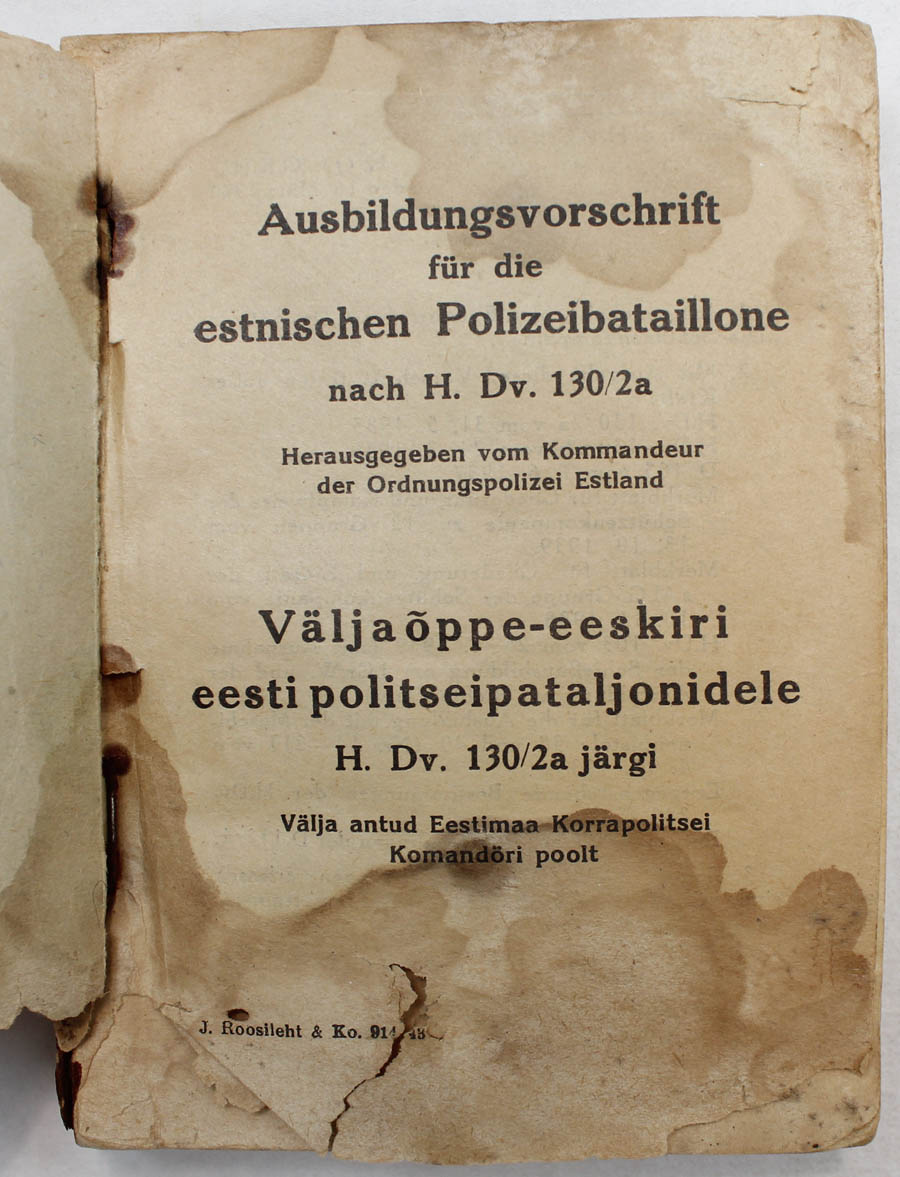 Ausbildungsvorschrift
für die
estnischen Polizeibataillone
nach H. Dv. 130/2a
Herausgegeben vom Kommandeur
der Ordnungspolizei Estland
Väljaõppe-eeskiri
eesti politseipataljonidele
H. Dv. 130/2a järgi
Välja antud Eestimaa Korrapolitsei
Komandöri poolt
J. Roosileht & Ko.